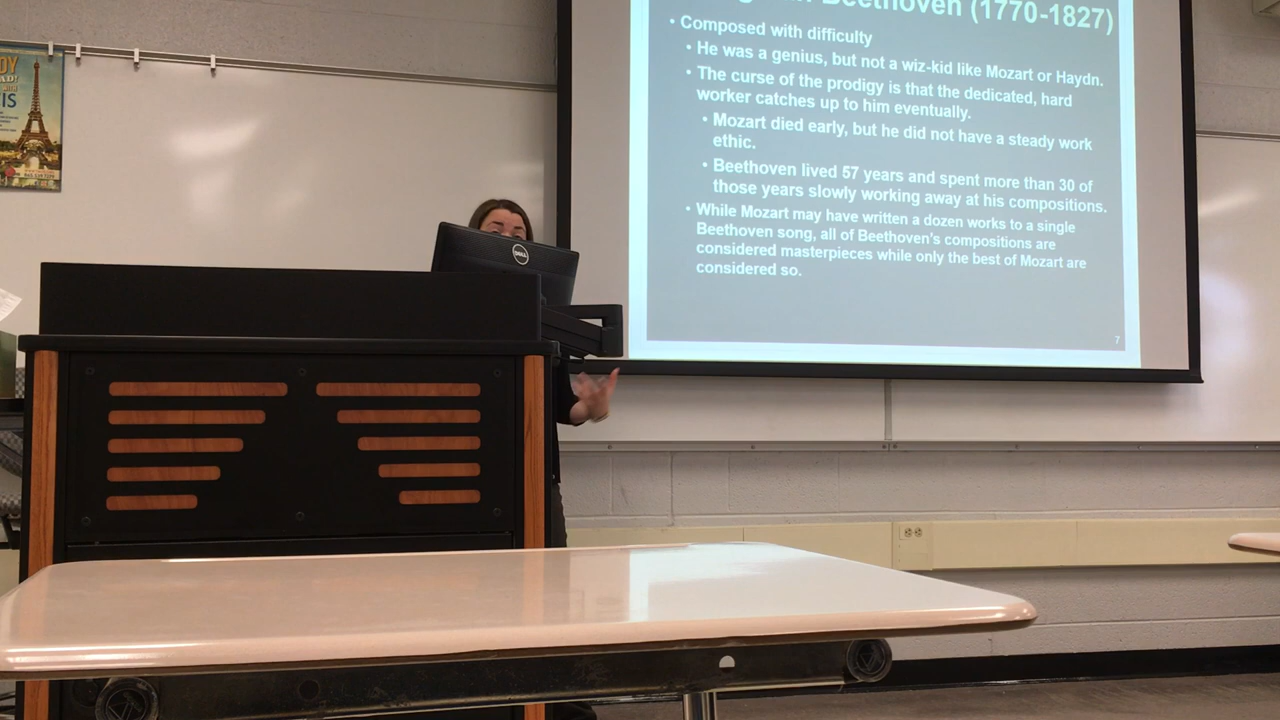 Beethoven (1770-1827)
• Composed with difficulty
• He was a genius, but not a wiz-kid like Mozart or Haydn.
• The curse of the prodigy is that the dedicated, hard
worker catches up to him eventually.
• Mozart died early, but he did not have a steady work
ethic.
• Beethoven lived 57 years and spent more than 30 of
those years slowly working away at his compositions.
• While Mozart may have written a dozen works to a single
Beethoven song, all of Beethoven's compositions are
considered masterpieces while only the best of Mozart are
considered so.
7
DELL